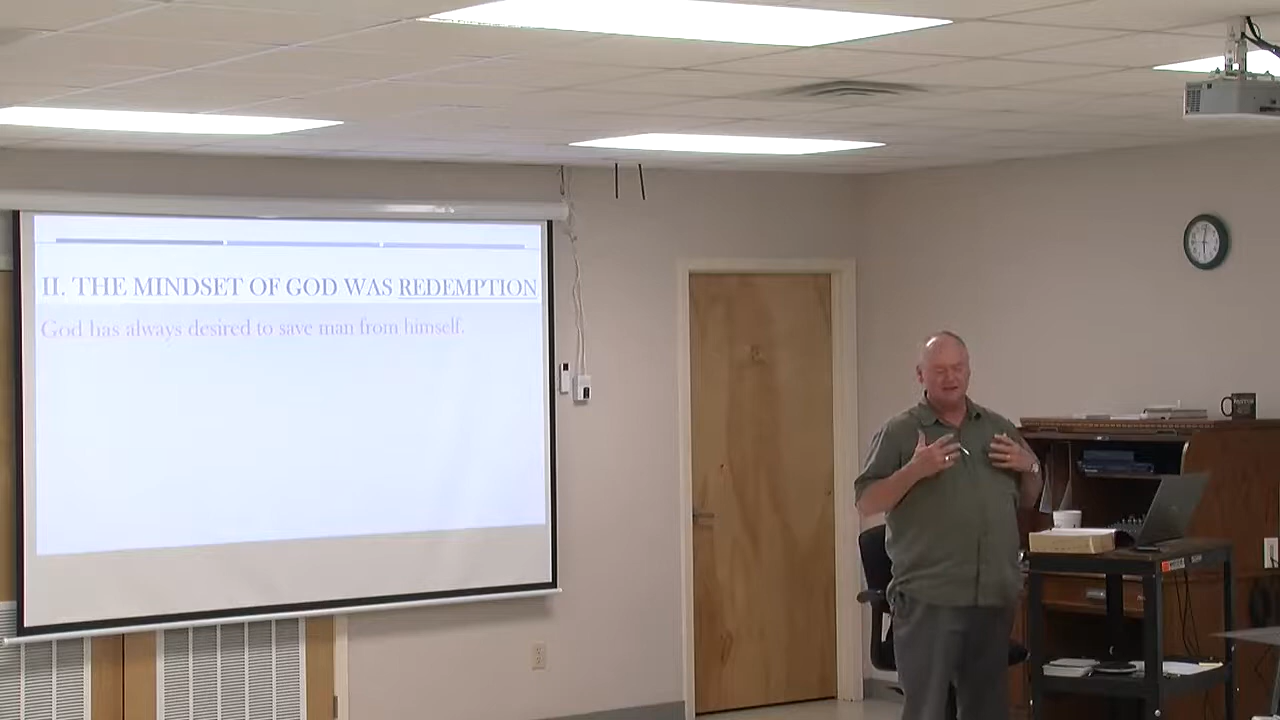 II. THE MINDSET OF GOD WAS REDEMPTION
God has always desired to save man from himself.